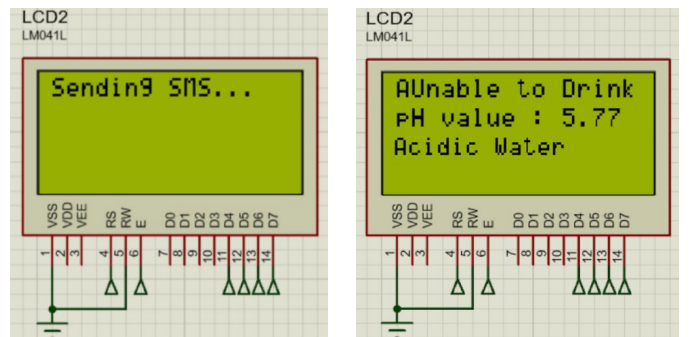 LCD2
LM041L
Sending SMS...
VSS
VDD
VEE
RS
RW
E
D0
D1
D2
D3
D4
D5
D6
D7
1
2
3
4
5
6
7
8
9
10
11
12
13
14
LCD2
LM041L
AUnable to Drink
pH value : 5.77
Acidic Water
VSS
VDD
VEE
RS
RW
E
D0
D1
D2
D3
D4
D5
D6
D7
1
2
3
4
5
6
7
8
9
10
11
12
13
14